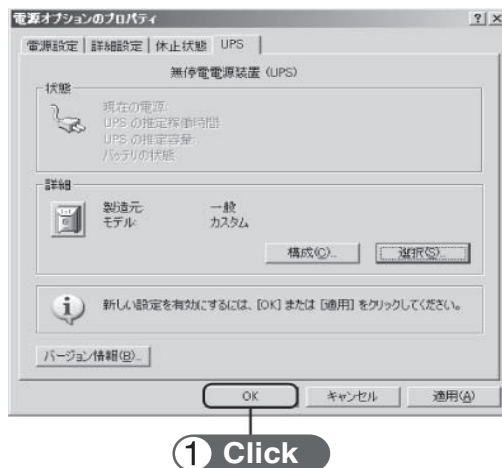 電源オプションのプロパティ
? ×
電源設定 詳細設定 休止状態 UPS
無停電電源装置 (UPS)
状態
現在の電源:
UPS の推定稼働時間:
UPS の推定容量:
バッテリの状態:
詳細
製造元: 一般
モデル: カスタム
構成(C)... 選択(S)...
新しい設定を有効にするには、[OK] または [適用] をクリックしてください。
バージョン情報(B)...
OK キャンセル 適用(A)
1 Click